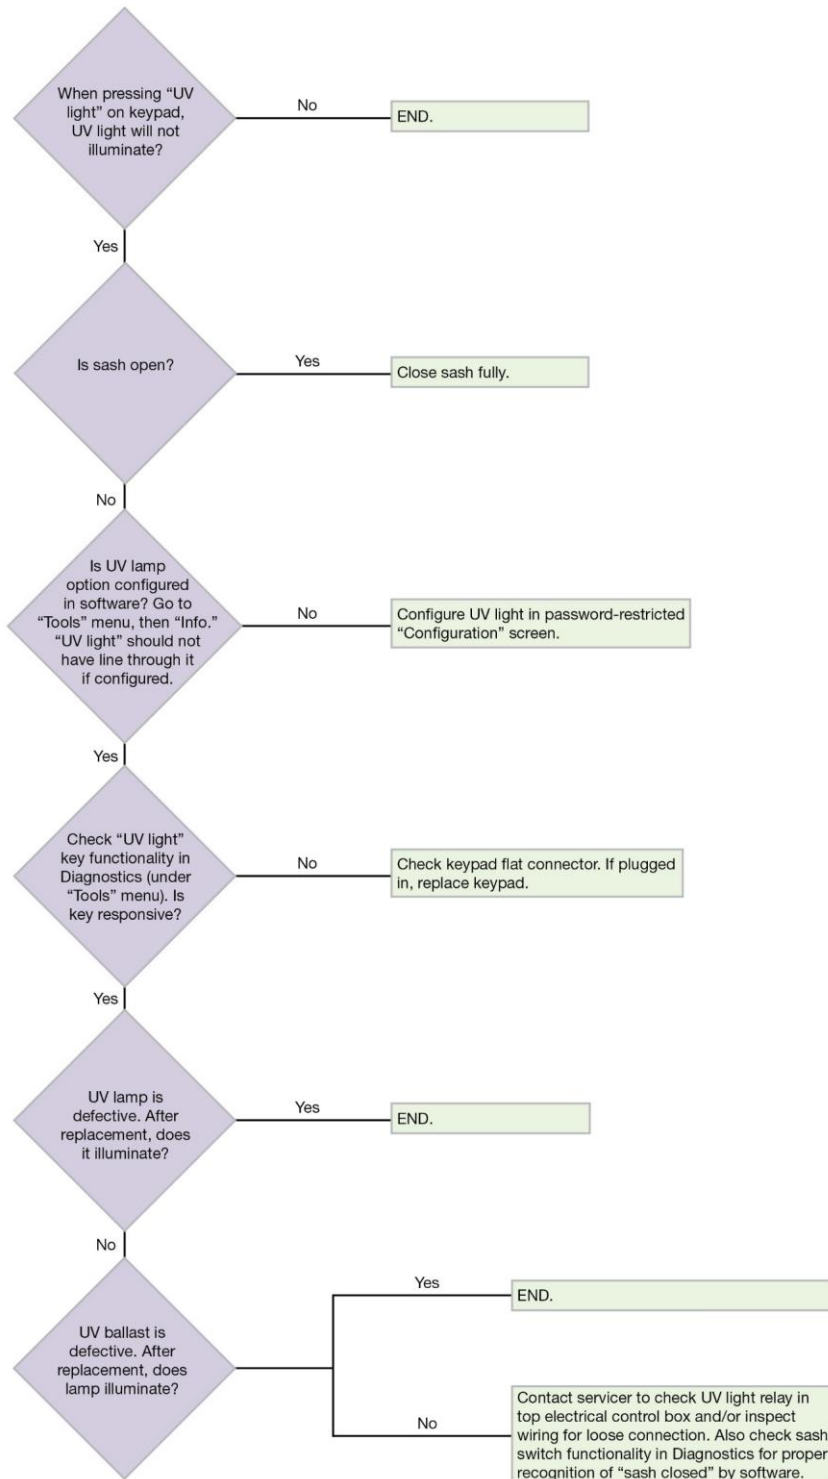 When pressing “UV
light” on keypad,
UV light will not
illuminate?
No
END.
Yes
Is sash open?
Yes
Close sash fully.
No
Is UV lamp
option configured
in software? Go to
“Tools” menu, then “Info.”
“UV light” should not
have line through it
if configured.
No
Configure UV light in password-restricted
“Configuration” screen.
Yes
Check “UV light”
key functionality in
Diagnostics (under
“Tools” menu). Is
key responsive?
No
Check keypad flat connector. If plugged
in, replace keypad.
Yes
UV lamp is
defective. After
replacement, does
it illuminate?
Yes
END.
No
UV ballast is
defective. After
replacement, does
lamp illuminate?
Yes
END.
No
Contact servicer to check UV light relay in
top electrical control box and/or inspect
wiring for loose connection. Also check sash
switch functionality in Diagnostics for proper
recognition of “sash closed” by software.